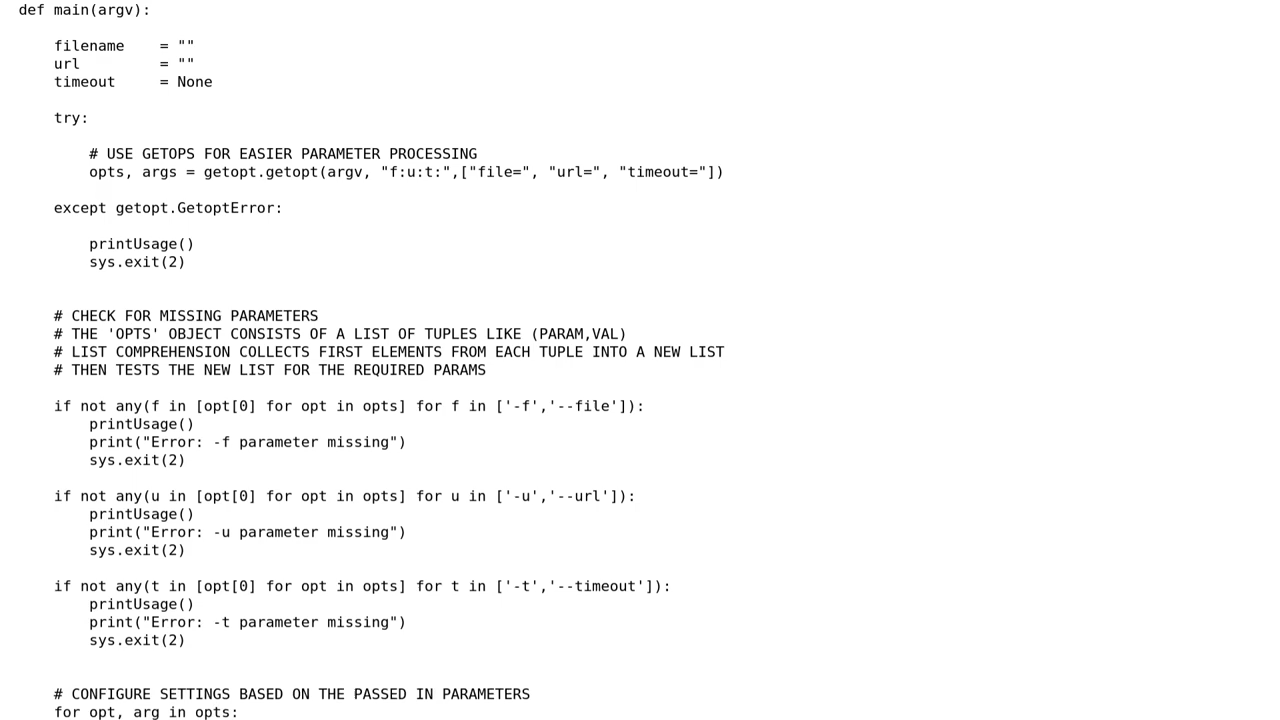 def main(argv):
filename    = ""
url         = ""
timeout     = None
try:
# USE GETOPS FOR EASIER PARAMETER PROCESSING
opts, args = getopt.getopt(argv, "f:u:t:",["file=", "url=", "timeout="])
except getopt.GetoptError:
printUsage()
sys.exit(2)
# CHECK FOR MISSING PARAMETERS
# THE 'OPTS' OBJECT CONSISTS OF A LIST OF TUPLES LIKE (PARAM,VAL)
# LIST COMPREHENSION COLLECTS FIRST ELEMENTS FROM EACH TUPLE INTO A NEW LIST
# THEN TESTS THE NEW LIST FOR THE REQUIRED PARAMS
if not any(f in [opt[0] for opt in opts] for f in ['-f','--file']):
printUsage()
print("Error: -f parameter missing")
sys.exit(2)
if not any(u in [opt[0] for opt in opts] for u in ['-u','--url']):
printUsage()
print("Error: -u parameter missing")
sys.exit(2)
if not any(t in [opt[0] for opt in opts] for t in ['-t','--timeout']):
printUsage()
print("Error: -t parameter missing")
sys.exit(2)
# CONFIGURE SETTINGS BASED ON THE PASSED IN PARAMETERS
for opt, arg in opts: